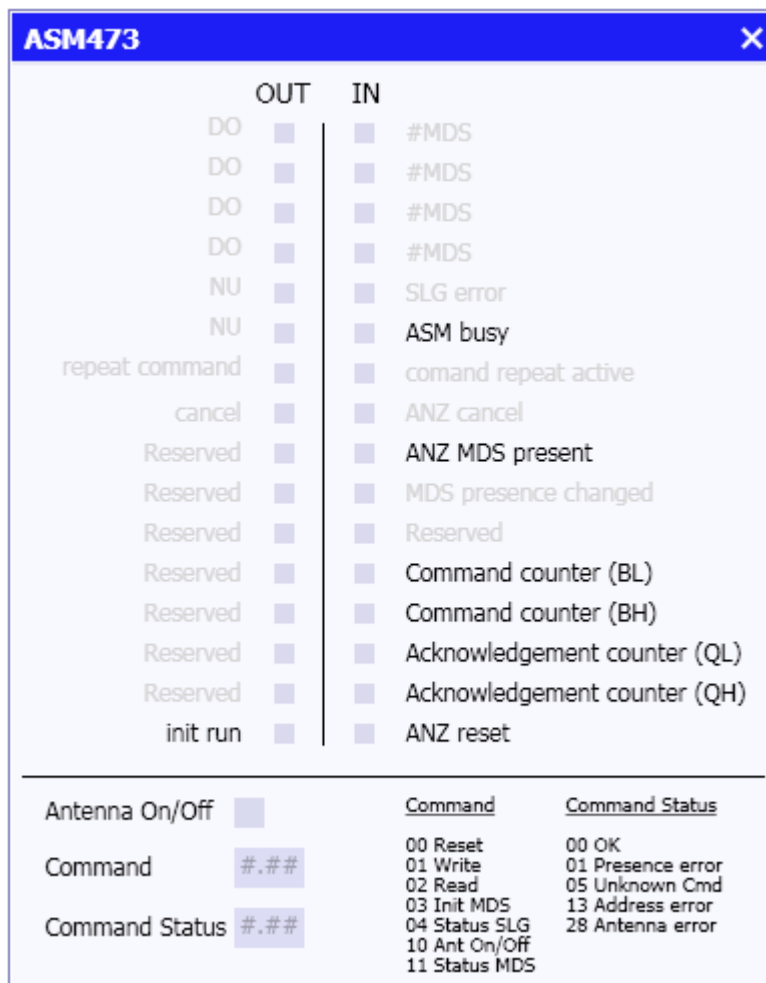 ASM473
OUT IN
DO #MDS
DO #MDS
DO #MDS
DO #MDS
NU SLG error
NU ASM busy
repeat command comand repeat active
cancel ANZ cancel
Reserved ANZ MDS present
Reserved MDS presence changed
Reserved Reserved
Reserved Command counter (BL)
Reserved Command counter (BH)
Reserved Acknowledgement counter (QL)
Reserved Acknowledgement counter (QH)
init run ANZ reset
Antenna On/Off
Command #.##
Command Status #.##
Command
00 Reset
01 Write
02 Read
03 Init MDS
04 Status SLG
10 Ant On/Off
11 Status MDS
Command Status
00 OK
01 Presence error
05 Unknown Cmd
13 Address error
28 Antenna error